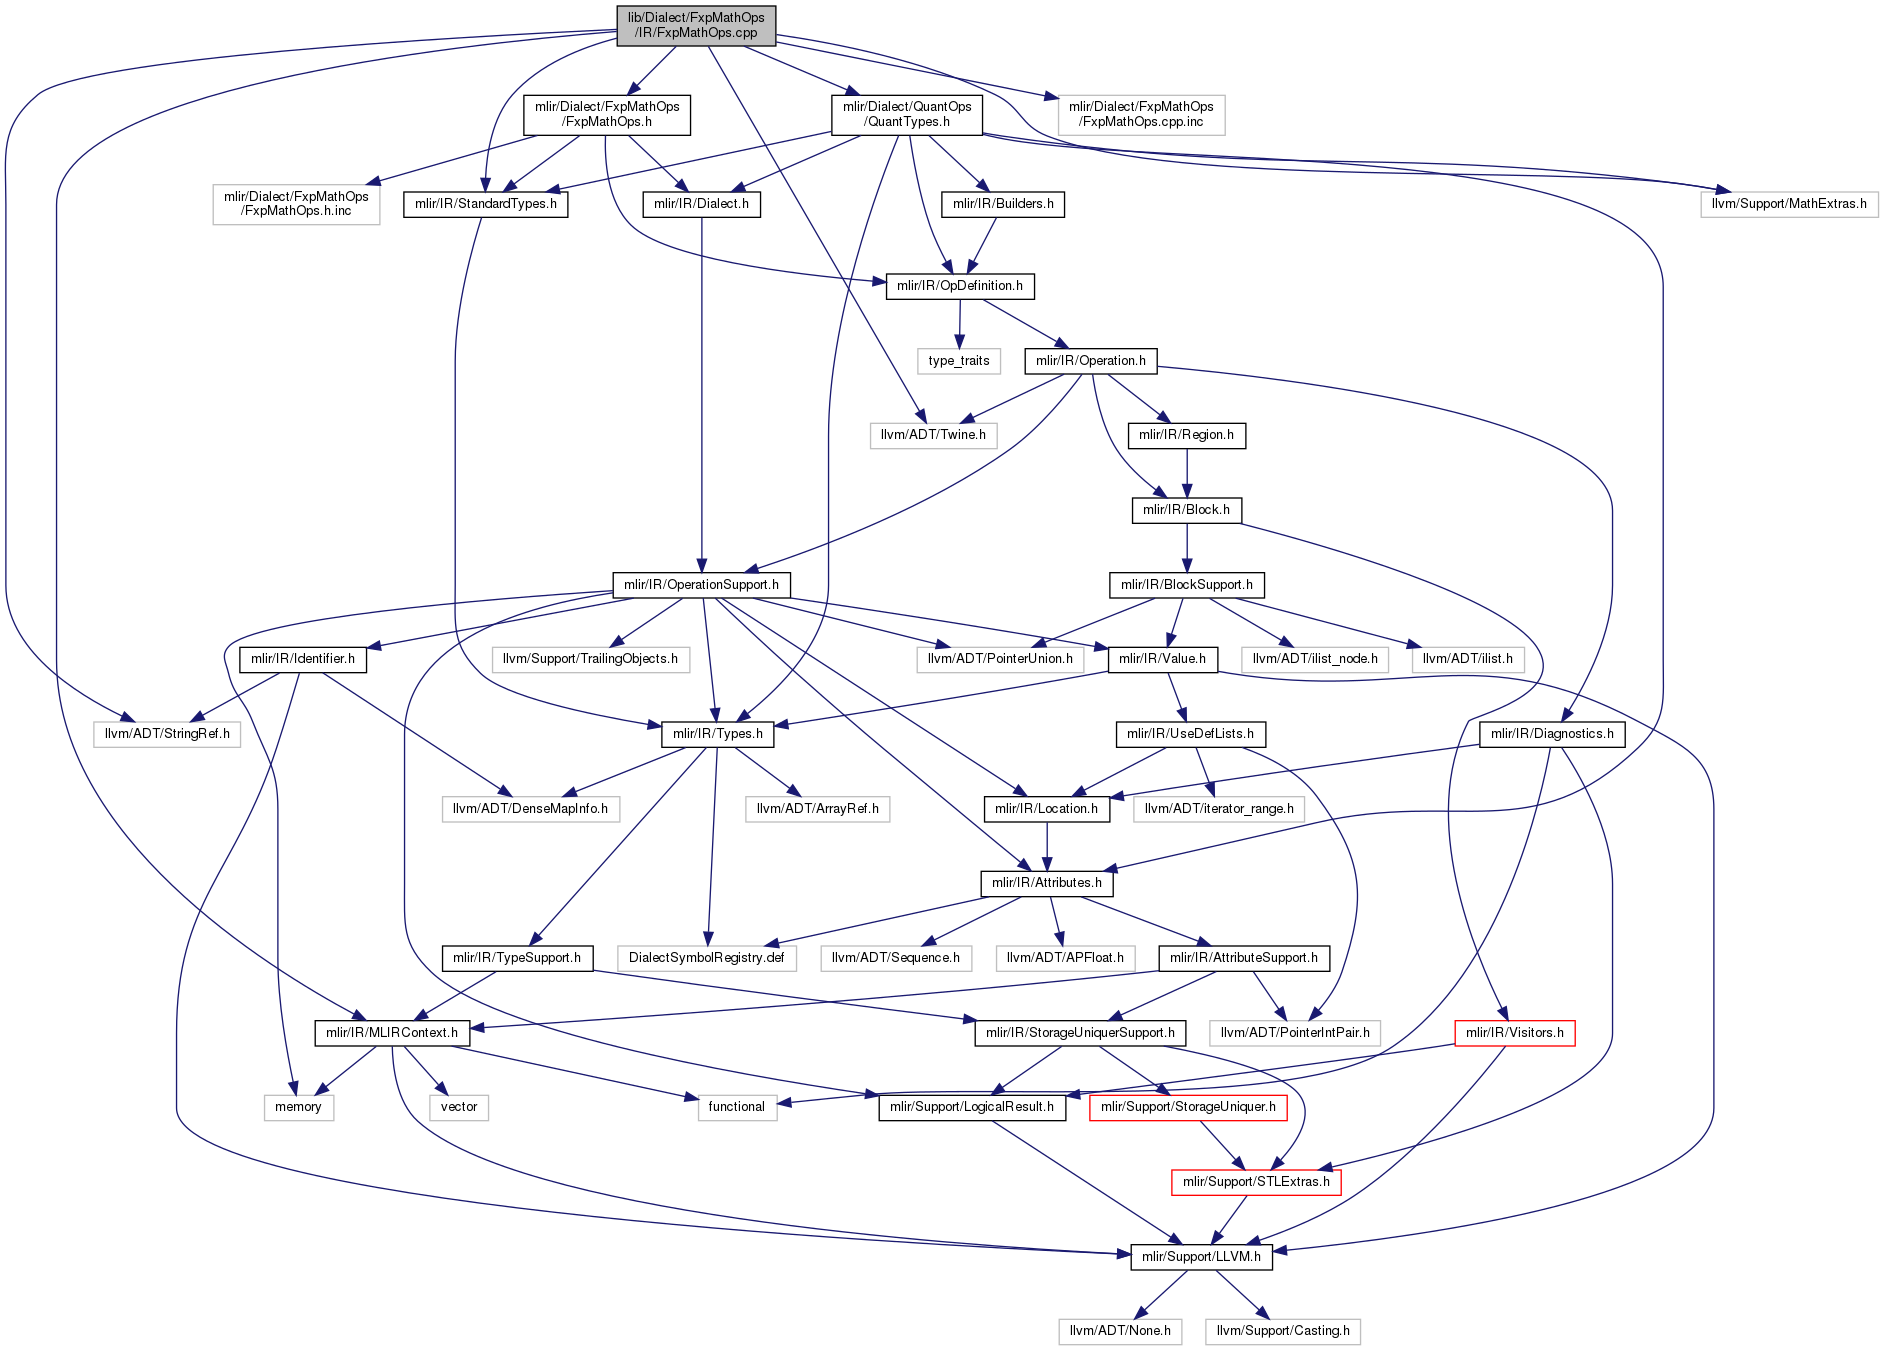 lib/Dialect/FxpMathOps
/IR/FxpMathOps.cpp
mlir/Dialect/FxpMathOps
/FxpMathOps.h
mlir/Dialect/QuantOps
/QuantTypes.h
mlir/Dialect/FxpMathOps
/FxpMathOps.cpp.inc
mlir/Dialect/FxpMathOps
/FxpMathOps.h.inc
mlir/IR/StandardTypes.h
mlir/IR/Dialect.h
mlir/IR/Builders.h
llvm/Support/MathExtras.h
mlir/IR/OpDefinition.h
type_traits
mlir/IR/Operation.h
llvm/ADT/Twine.h
mlir/IR/Region.h
mlir/IR/Block.h
mlir/IR/OperationSupport.h
mlir/IR/BlockSupport.h
mlir/IR/Identifier.h
llvm/Support/TrailingObjects.h
llvm/ADT/PointerUnion.h
mlir/IR/Value.h
llvm/ADT/ilist_node.h
llvm/ADT/ilist.h
llvm/ADT/StringRef.h
mlir/IR/Types.h
mlir/IR/UseDefLists.h
mlir/IR/Diagnostics.h
llvm/ADT/DenseMapInfo.h
llvm/ADT/ArrayRef.h
mlir/IR/Location.h
llvm/ADT/iterator_range.h
mlir/IR/Attributes.h
mlir/IR/TypeSupport.h
DialectSymbolRegistry.def
llvm/ADT/Sequence.h
llvm/ADT/APFloat.h
mlir/IR/AttributeSupport.h
mlir/IR/MLIRContext.h
mlir/IR/StorageUniquerSupport.h
llvm/ADT/PointerIntPair.h
mlir/IR/Visitors.h
memory
vector
functional
mlir/Support/LogicalResult.h
mlir/Support/StorageUniquer.h
mlir/Support/STLExtras.h
mlir/Support/LLVM.h
llvm/ADT/None.h
llvm/Support/Casting.h